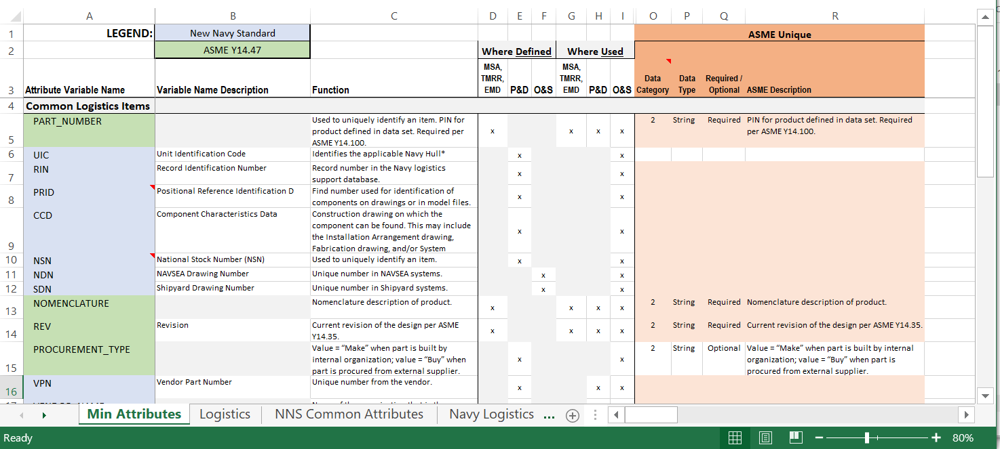 A B C D E F G H I O P Q R
1 LEGEND: New Navy Standard ASME Unique
2 ASME Y14.47 Where Defined Where Used
3 Attribute Variable Name Variable Name Description Function MSA, TMRR, EMD P&D O&S MSA, TMRR, EMD P&D O&S Data Category Data Type Required / Optional ASME Description
4 Common Logistics Items
5 PART_NUMBER Used to uniquely identify an item. PIN for product defined in data set. Required per ASME Y14.100. x x x x 2 String Required PIN for product defined in data set. Required per ASME Y14.100.
6 UIC Unit Identification Code Identifies the applicable Navy Hull* x x
7 RIN Record Identification Number Record number in the Navy logistics support database. x x
8 PRID Positional Reference Identification D Find number used for identification of components on drawings or in model files. x x
9 CCD Component Characteristics Data Construction drawing on which the component can be found. This may include the Installation Arrangement drawing, Fabrication drawing, and/or System x x
10 NSN National Stock Number (NSN) Used to uniquely identify an item. x x
11 NDN NAVSEA Drawing Number Unique number in NAVSEA systems. x x
12 SDN Shipyard Drawing Number Unique number in Shipyard systems. x x
13 NOMENCLATURE Nomenclature description of product. x x x x 2 String Required Nomenclature description of product.
14 REV Revision Current revision of the design per ASME Y14.35. x x x x 2 String Required Current revision of the design per ASME Y14.35.
15 PROCUREMENT_TYPE Value = “Make” when part is built by internal organization; value = “Buy” when part is procured from external supplier. x x 2 String Optional Value = “Make” when part is built by internal organization; value = “Buy” when part is procured from external supplier.
16 VPN Vendor Part Number Unique number from the vendor. x x x
Min Attributes Logistics NNS Common Attributes Navy Logistics ...
Ready 80%